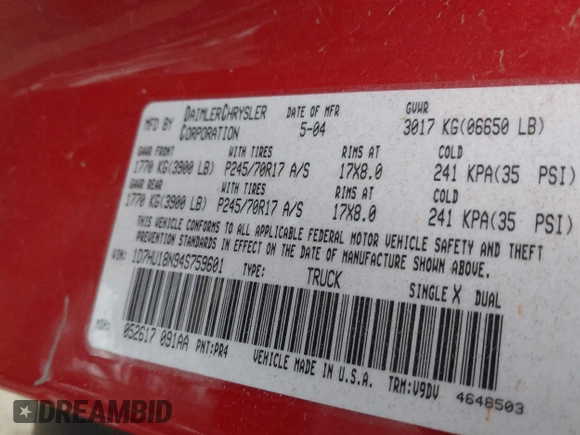 MFD BY DAIMLERCHRYSLER CORPORATION DATE OF MFR 5-04 GVWR 3017 KG(06650 LB)
GAWR FRONT WITH TIRES RIMS AT COLD
1770 KG(3900 LB) P245/70R17 A/S 17X8.0 241 KPA(35 PSI)
GAWR REAR WITH TIRES RIMS AT COLD
1770 KG(3900 LB) P245/70R17 A/S 17X8.0 241 KPA(35 PSI)
THIS VEHICLE CONFORMS TO ALL APPLICABLE FEDERAL MOTOR VEHICLE SAFETY AND THEFT
PREVENTION STANDARDS IN EFFECT ON THE DATE OF MANUFACTURE SHOWN ABOVE.
VIN: 1D7HU18N94S759601 TYPE: TRUCK SINGLE X DUAL
MDH: 052617 091AA PNT:PR4 VEHICLE MADE IN U.S.A. TRM:V9DV 4648503
DREAMBID